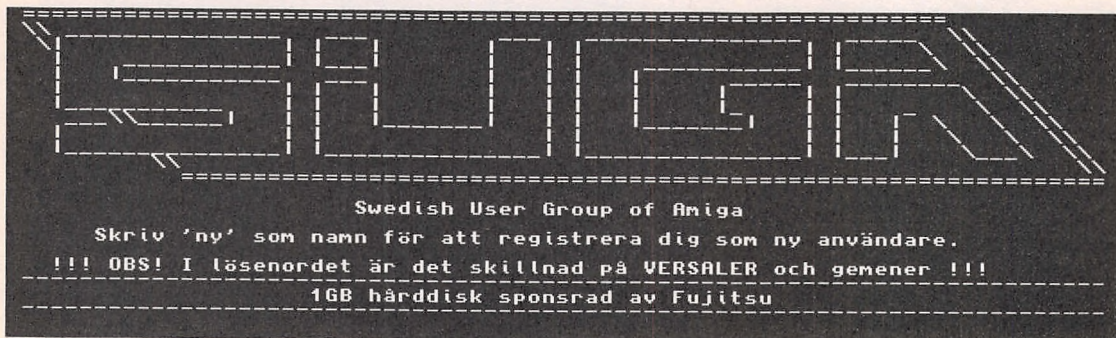 SUGA
Swedish User Group of Amiga
Skriv 'ny' som namn för att registrera dig som ny användare.
!!! OBS! I lösenordet är det skillnad på VERSALER och gemener !!!
1GB hårddisk sponsrad av Fujitsu